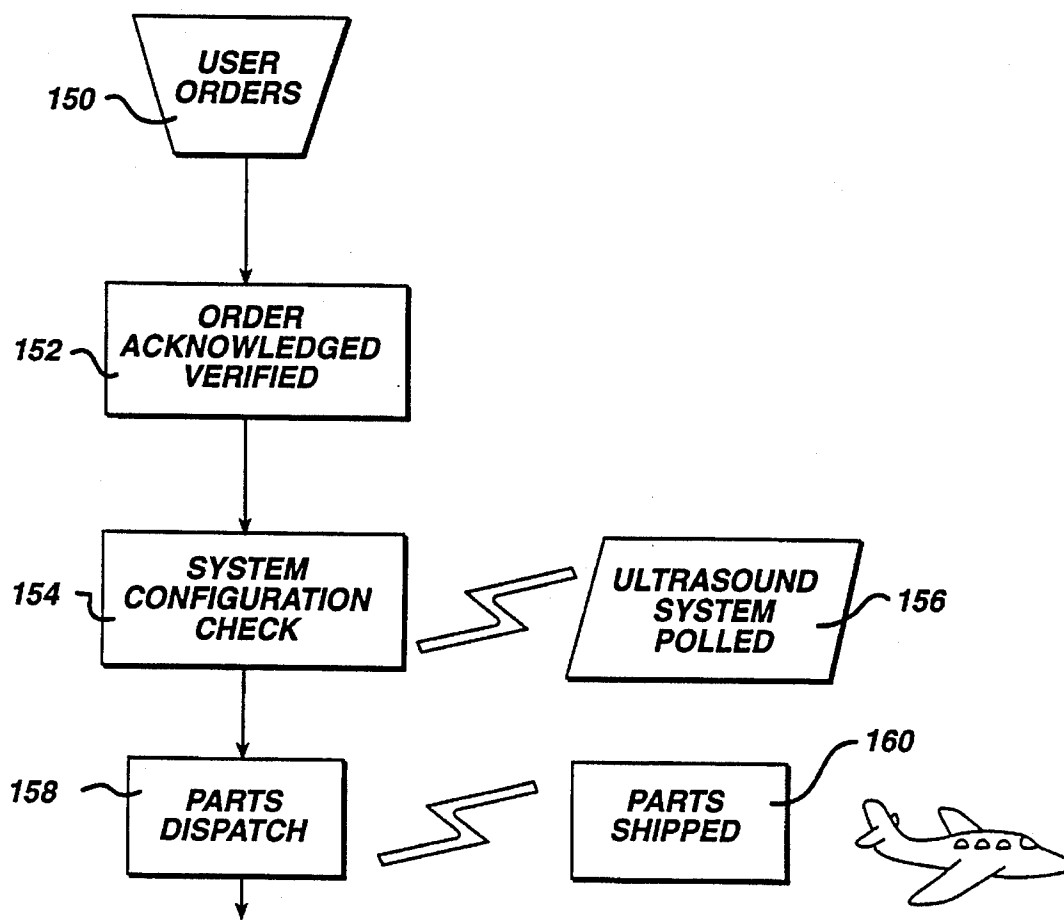 USER
ORDERS
150
ORDER
ACKNOWLEDGED
VERIFIED
152
SYSTEM
CONFIGURATION
CHECK
154
ULTRASOUND
SYSTEM
POLLED
156
PARTS
DISPATCH
158
PARTS
SHIPPED
160